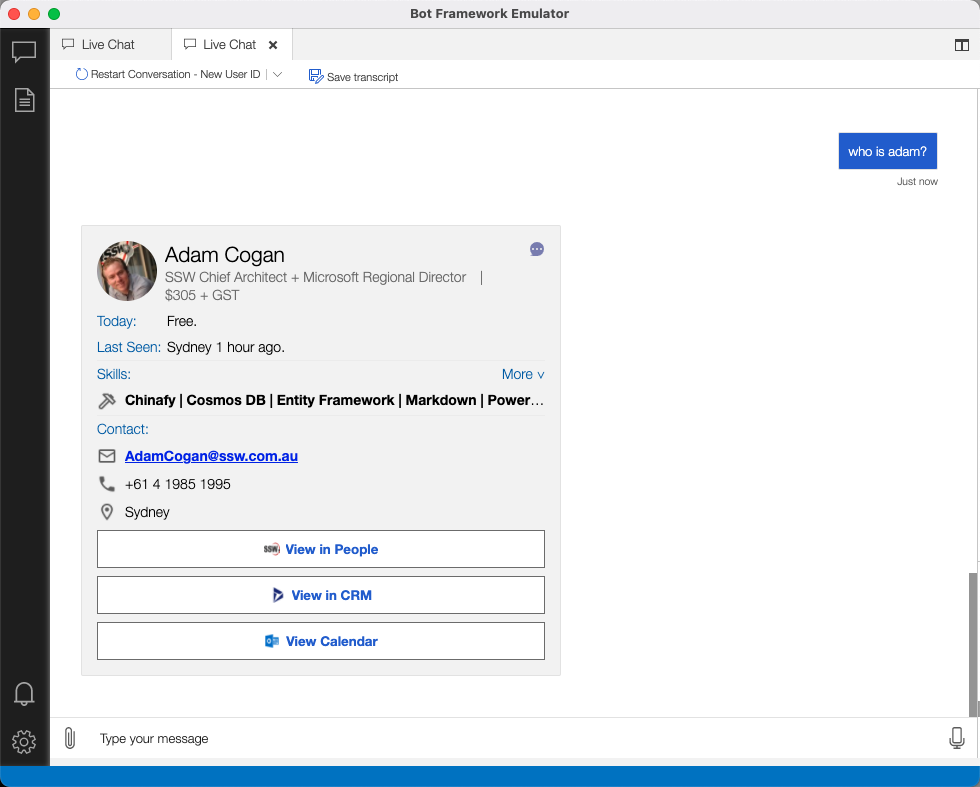 Bot Framework Emulator
Live Chat
Live Chat
Restart Conversation - New User ID
Save transcript
who is adam?
Just now
SSW
Adam Cogan
SSW Chief Architect + Microsoft Regional Director |
$305 + GST
Today: Free.
Last Seen: Sydney 1 hour ago.
Skills: More v
Chinafy | Cosmos DB | Entity Framework | Markdown | Power...
Contact:
AdamCogan@ssw.com.au
+61 4 1985 1995
Sydney
SSW View in People
View in CRM
View Calendar
Type your message